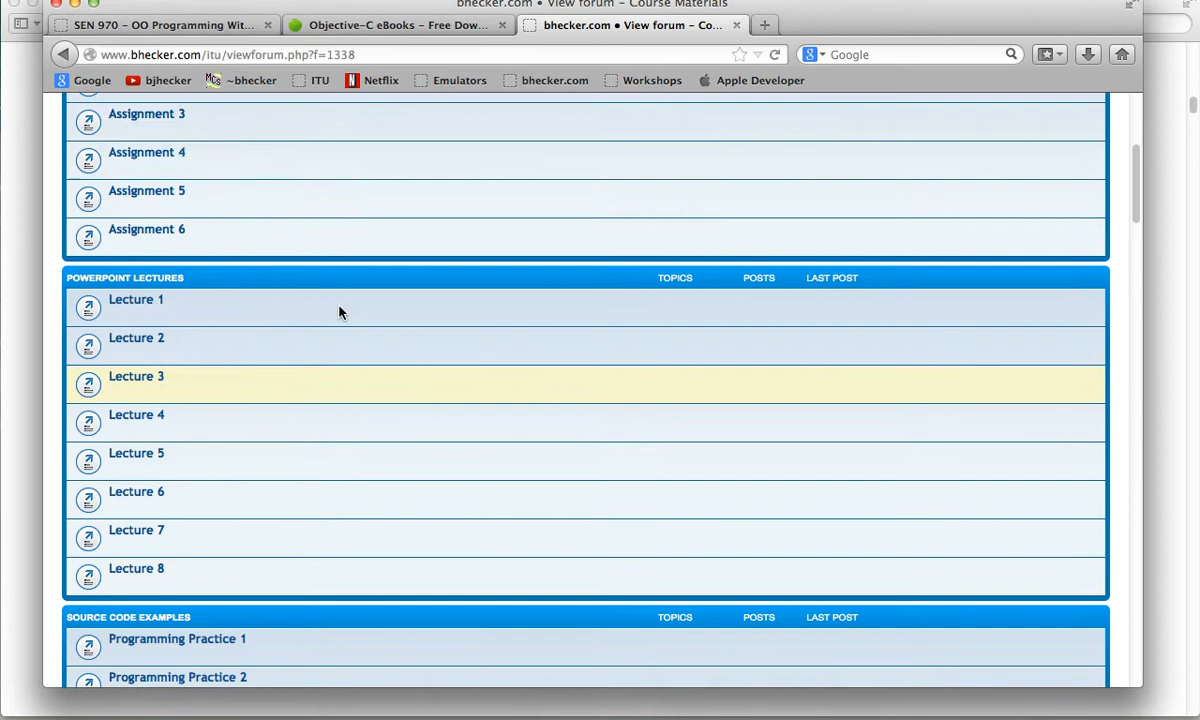 bhecker.com • View forum – Course Materials
SEN 970 – OO Programming Wit...
Objective-C eBooks – Free Dow...
bhecker.com • View forum – Co...
www.bhecker.com/itu/viewforum.php?f=1338
Google
Google
bjhecker
~bhecker
ITU
Netflix
Emulators
bhecker.com
Workshops
Apple Developer
Assignment 3
Assignment 4
Assignment 5
Assignment 6
POWERPOINT LECTURES TOPICS POSTS LAST POST
Lecture 1
Lecture 2
Lecture 3
Lecture 4
Lecture 5
Lecture 6
Lecture 7
Lecture 8
SOURCE CODE EXAMPLES TOPICS POSTS LAST POST
Programming Practice 1
Programming Practice 2